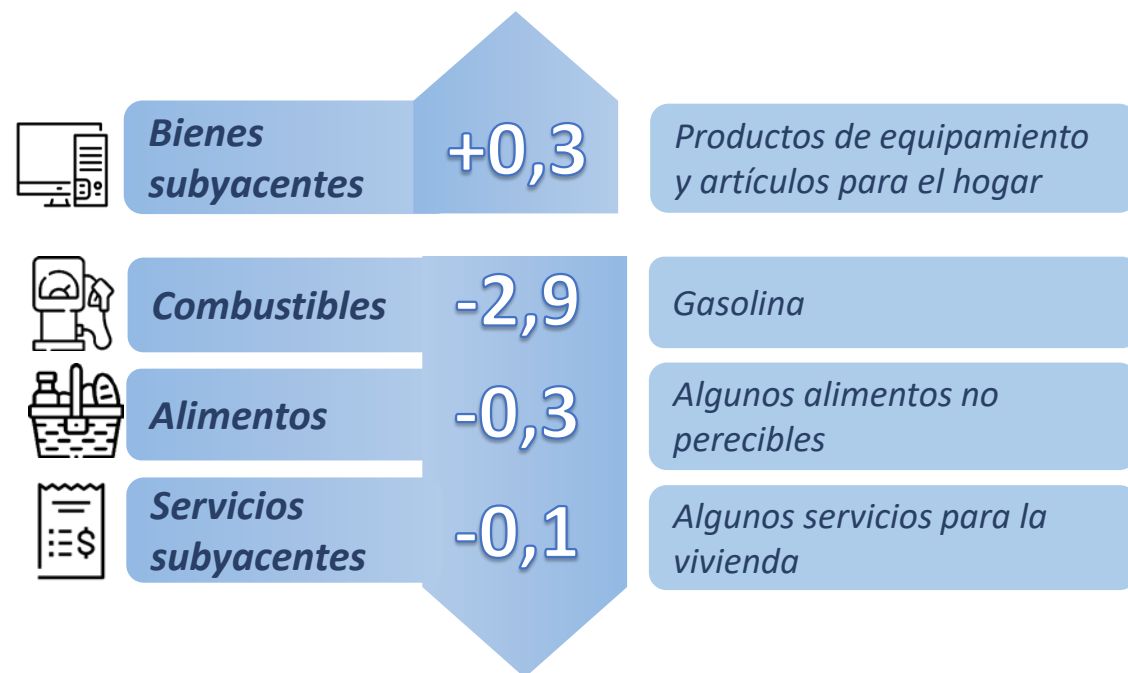 Bienes
subyacentes
+0,3
Productos de equipamiento
y artículos para el hogar
Combustibles
-2,9
Gasolina
Alimentos
-0,3
Algunos alimentos no
perecibles
Servicios
subyacentes
-0,1
Algunos servicios para la
vivienda
$